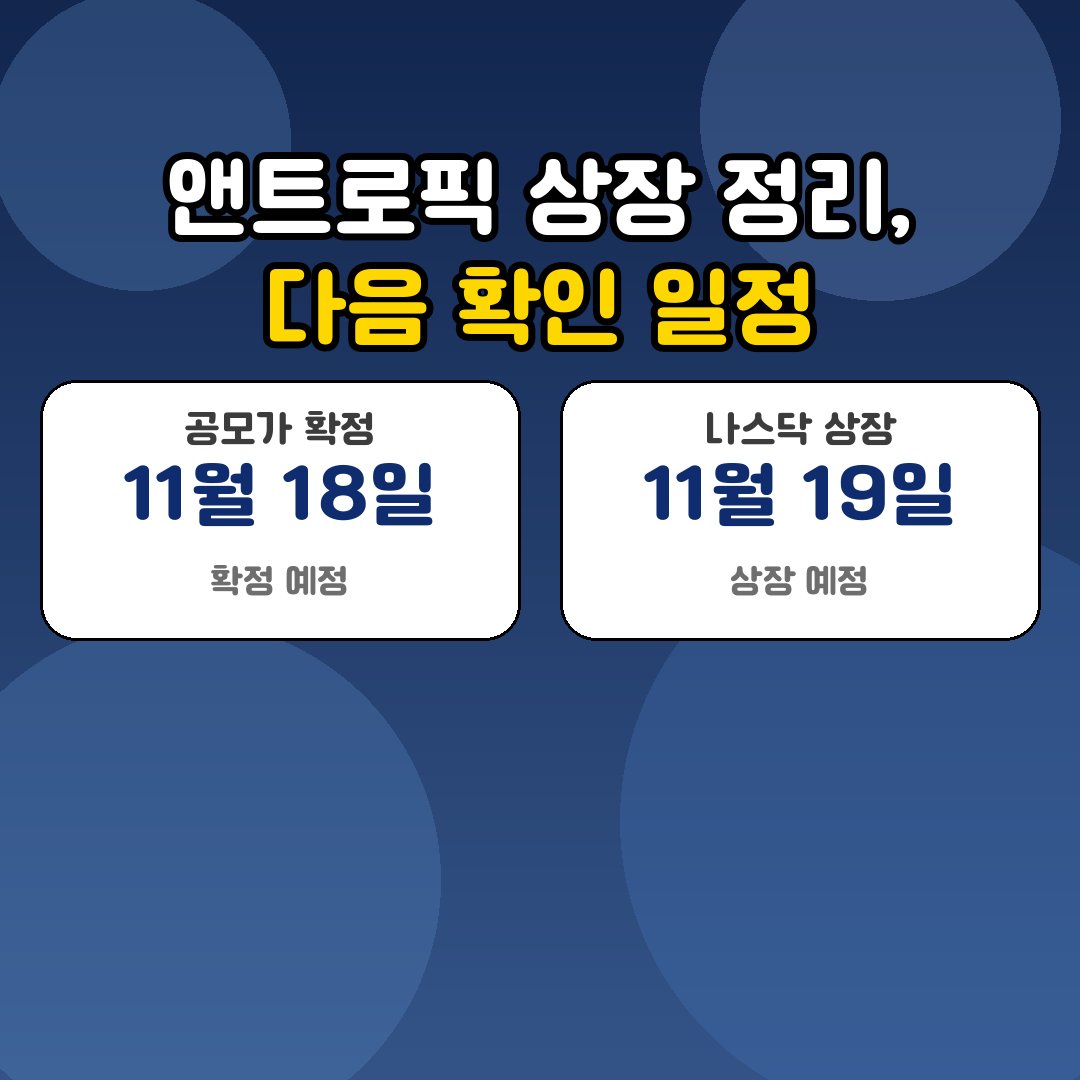 앤트로픽 상장 정리,
다음 확인 일정
공모가 확정
11월 18일
확정 예정
나스닥 상장
11월 19일
상장 예정